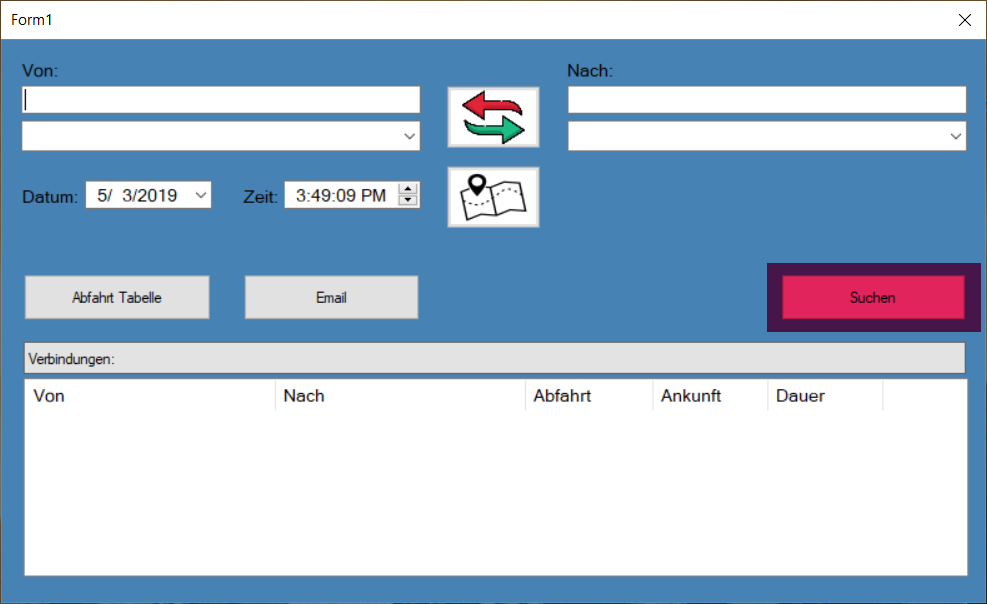 Form1
Von: Nach:
Datum: 5/ 3/2019 Zeit: 3:49:09 PM
Abfahrt Tabelle Email Suchen
Verbindungen:
Von Nach Abfahrt Ankunft Dauer